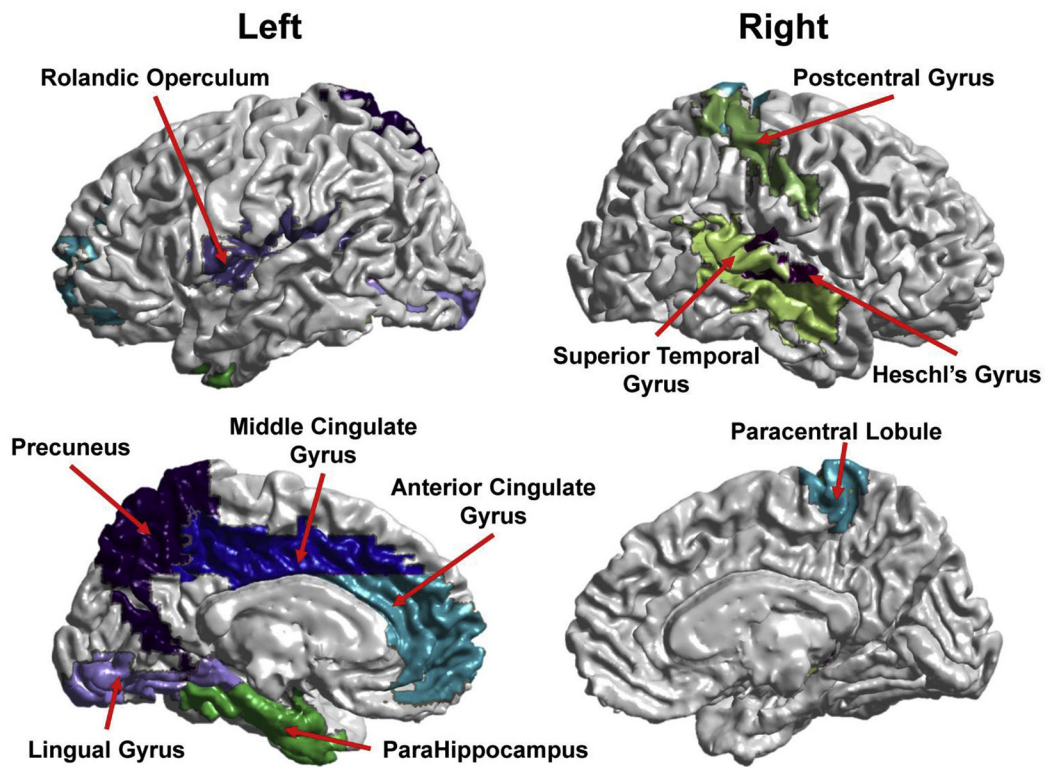 Left
Right
Rolandic Operculum
Postcentral Gyrus
Superior Temporal
Gyrus
Heschl's Gyrus
Precuneus
Middle Cingulate
Gyrus
Anterior Cingulate
Gyrus
Paracentral Lobule
Lingual Gyrus
ParaHippocampus